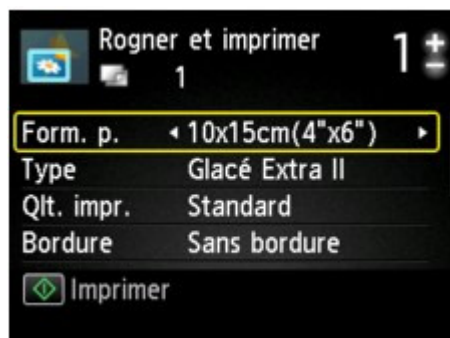 Rogner et imprimer
1
1
Form. p. 10x15cm(4"x6")
Type Glacé Extra II
Qlt. impr. Standard
Bordure Sans bordure
Imprimer